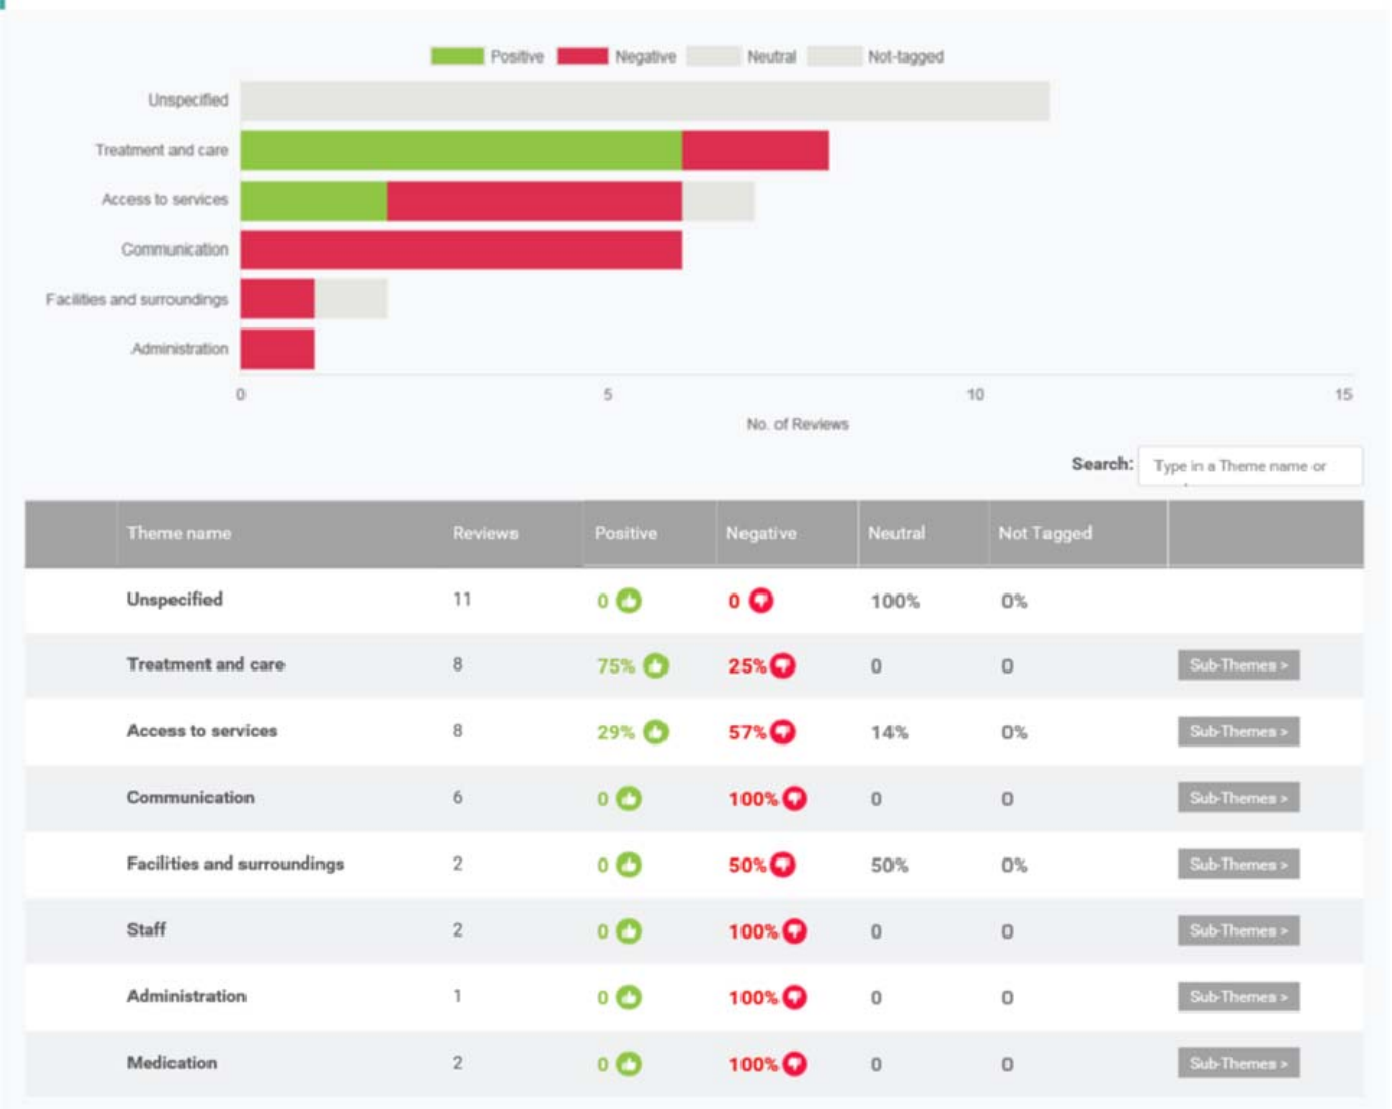 Positive Negative Neutral Not-tagged
Unspecified
Treatment and care
Access to services
Communication
Facilities and surroundings
Administration
0 5 10 15
No. of Reviews
Search: Type in a Theme name or
Theme name Reviews Positive Negative Neutral Not Tagged
Unspecified 11 0 0 100% 0%
Treatment and care 8 75% 25% 0 0 Sub-Themes >
Access to services 8 29% 57% 14% 0% Sub-Themes >
Communication 6 0 100% 0 0 Sub-Themes >
Facilities and surroundings 2 0 50% 50% 0% Sub-Themes >
Staff 2 0 100% 0 0 Sub-Themes >
Administration 1 0 100% 0 0 Sub-Themes >
Medication 2 0 100% 0 0 Sub-Themes >